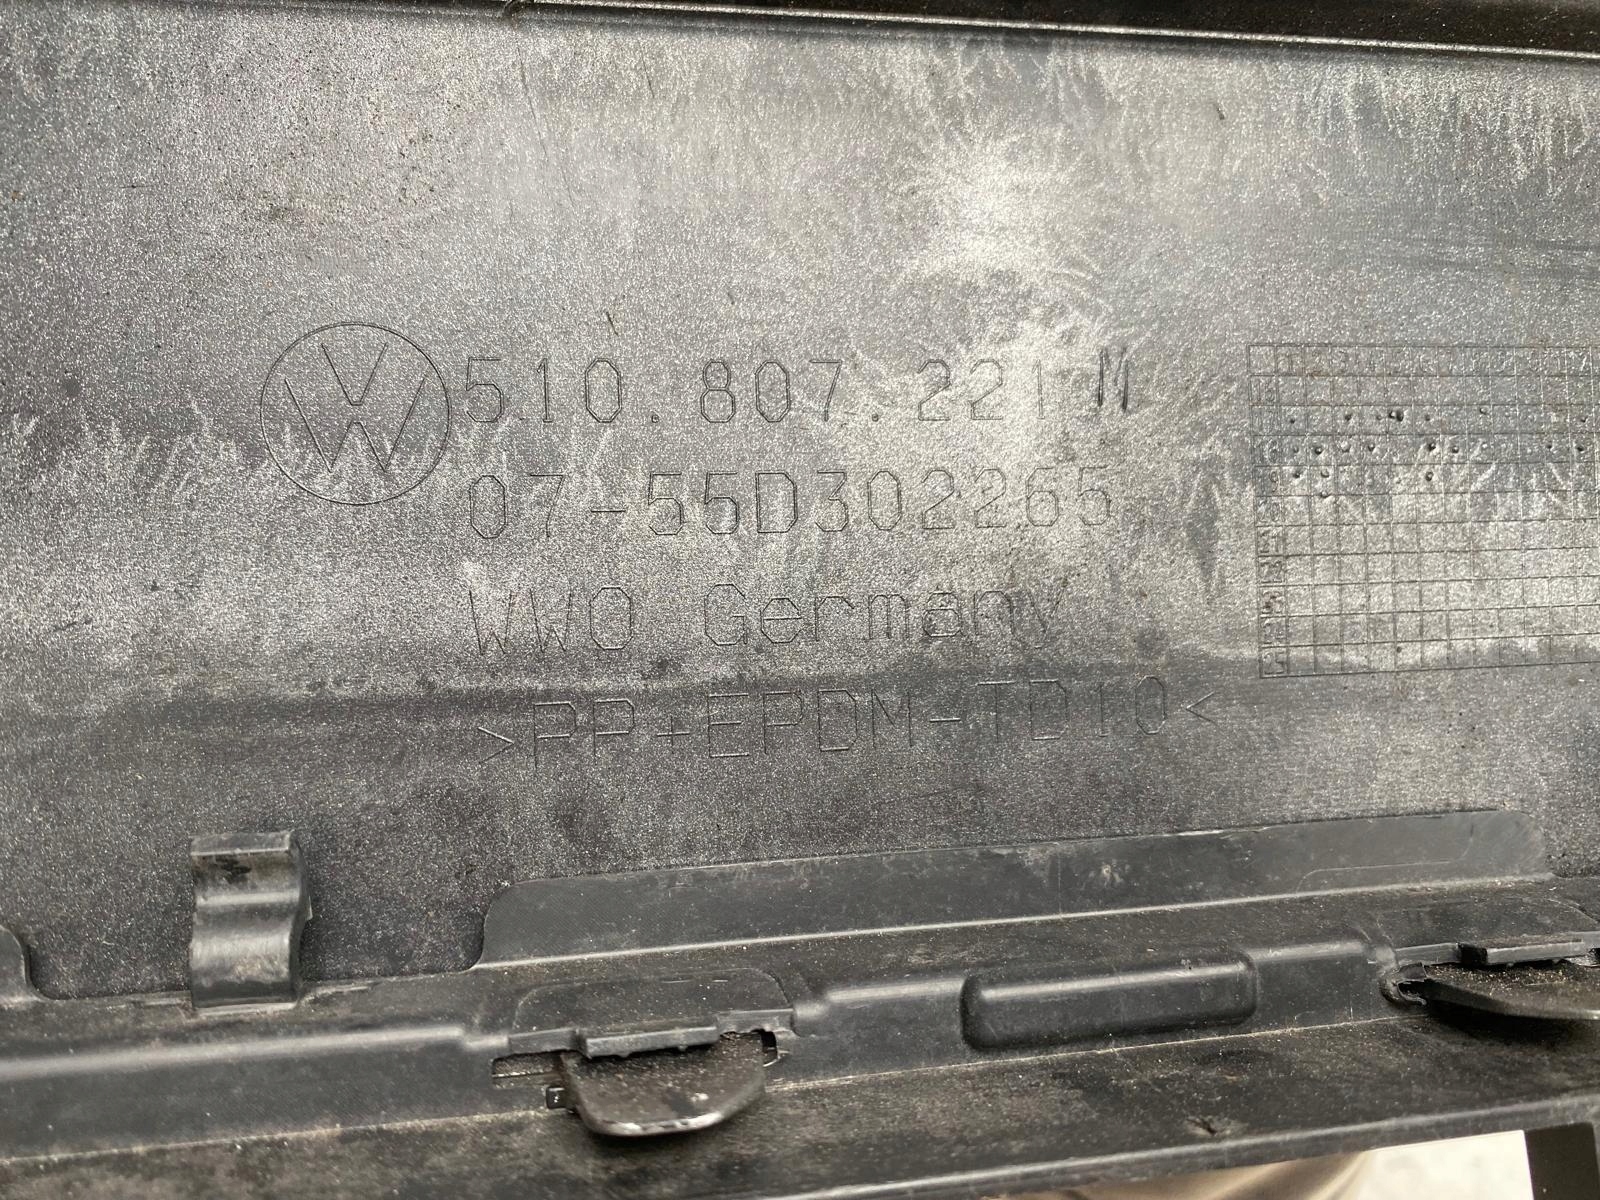 510.807.221 M
07-55D302265
WWO Germany
>PP+EPDM-TD10<